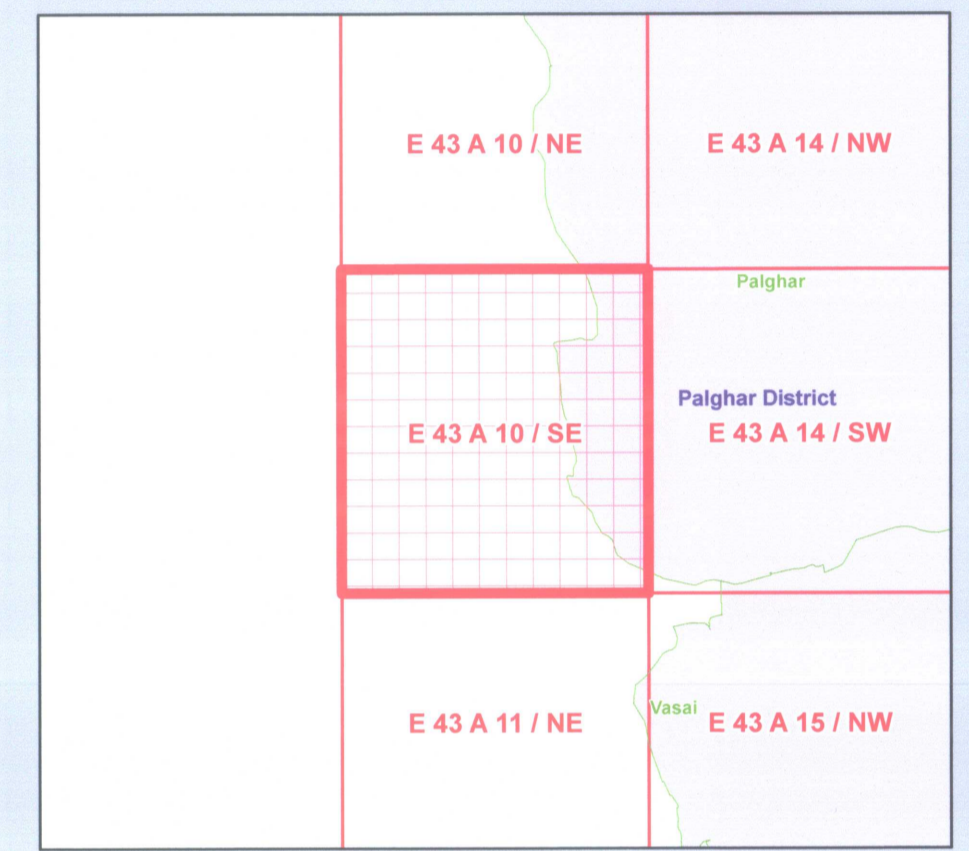 E 43 A 10 / NE
E 43 A 14 / NW
Palghar
Palghar District
E 43 A 10 / SE
E 43 A 14 / SW
Vasai
E 43 A 11 / NE
E 43 A 15 / NW